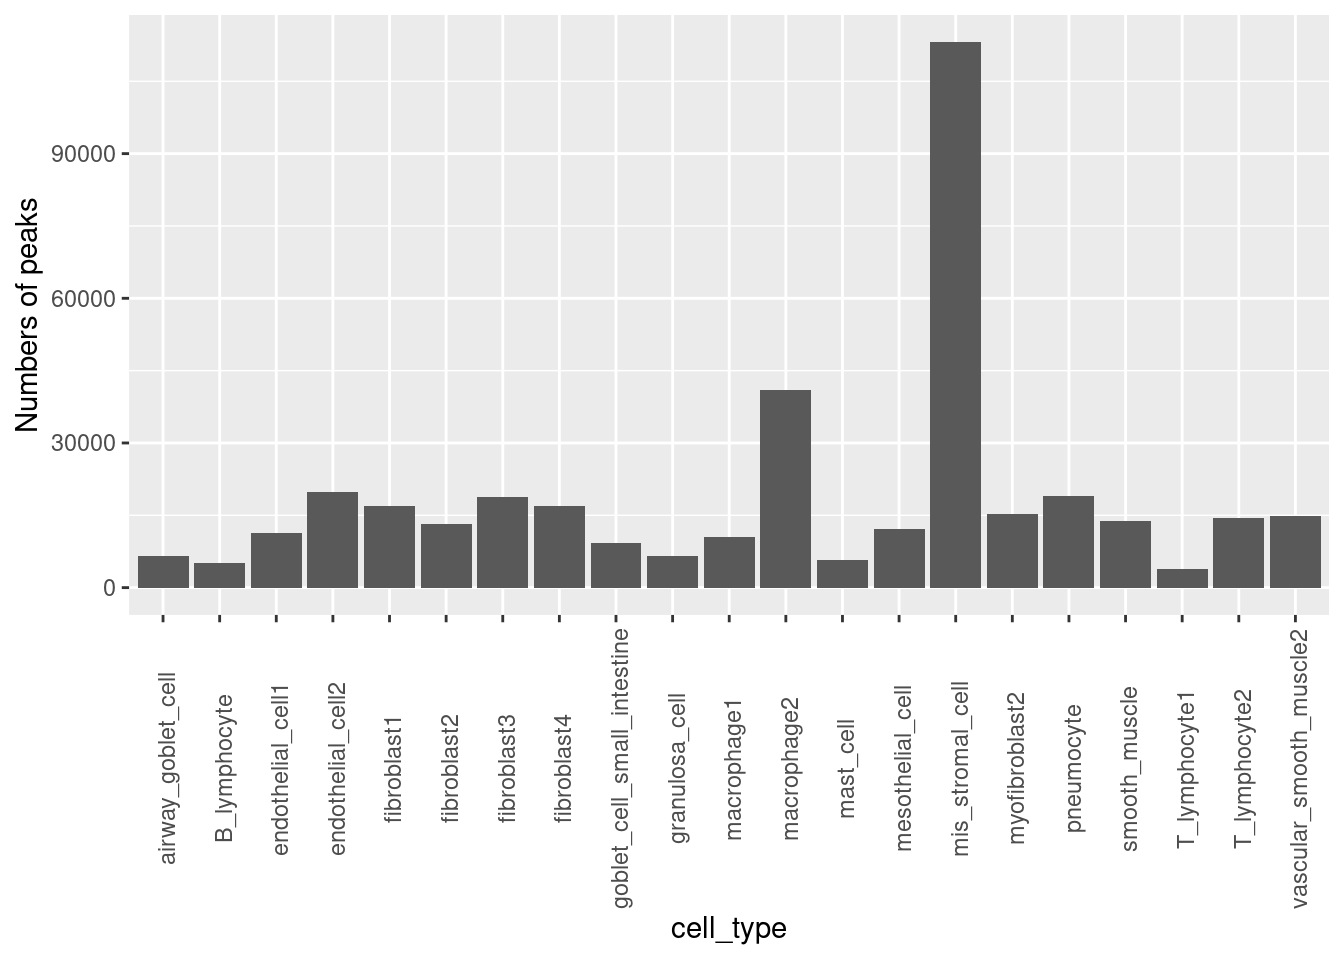 Numbers of peaks
90000
60000
30000
0
airway_goblet_cell
B_lymphocyte
endothelial_cell1
endothelial_cell2
fibroblast1
fibroblast2
fibroblast3
fibroblast4
goblet_cell_small_intestine
granulosa_cell
macrophage1
macrophage2
mast_cell
mesothelial_cell
mis_stromal_cell
myofibroblast2
pneumocyte
smooth_muscle
T_lymphocyte1
T_lymphocyte2
vascular_smooth_muscle2
cell_type